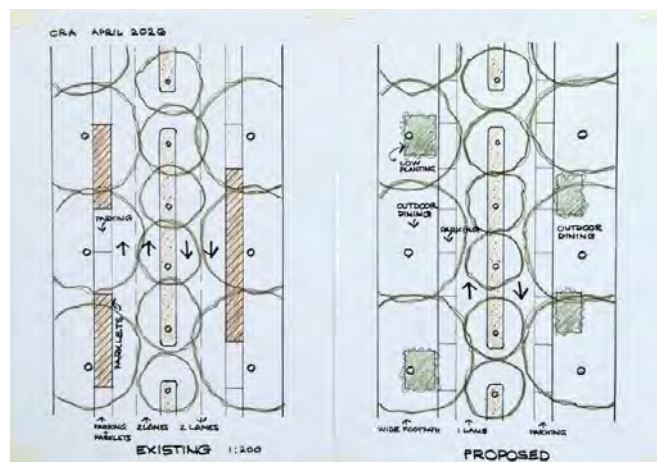 CRA APRIL 2020
PARKING
PARKLETS
PARKING
PARKLETS
2 LANES
2 LANES
EXISTING 1:200
LOW
PLANTING
OUTDOOR
DINING
PARKING
OUTDOOR
DINING
WIDE FOOTPATH
1 LANE
PARKING
PROPOSED